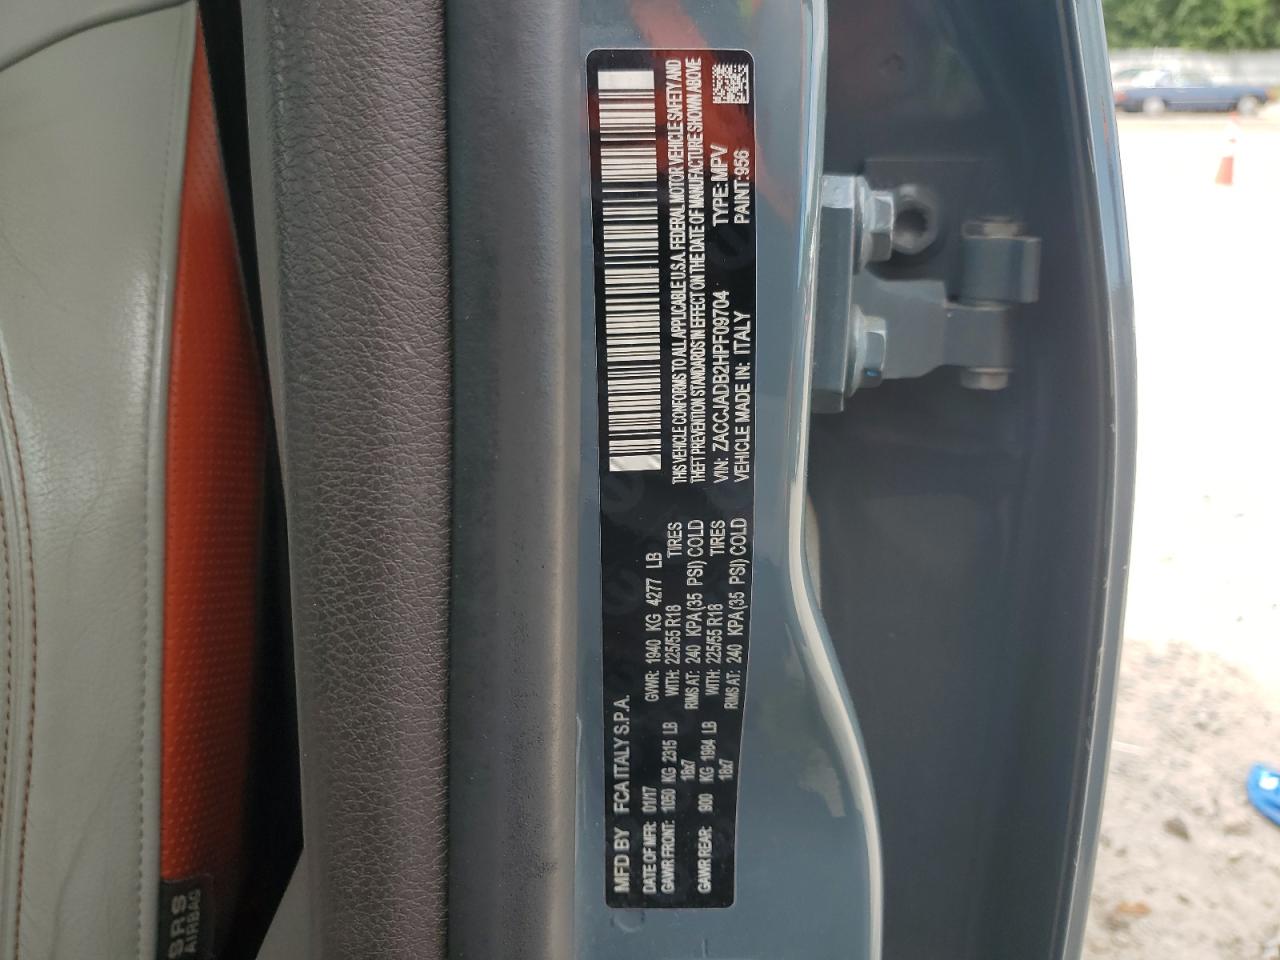 MFD BY FCA ITALY S.P.A.
DATE OF MFR: 01/17 GVWR: 1940 KG 4277 LB
GAWR FRONT: 1050 KG 2315 LB WITH: 225/55 R18 TIRES
18x7 RIMS AT: 240 KPA(35 PSI) COLD
GAWR REAR: 900 KG 1984 LB WITH: 225/55 R18 TIRES
18x7 RIMS AT: 240 KPA(35 PSI) COLD
THIS VEHICLE CONFORMS TO ALL APPLICABLE U.S.A. FEDERAL MOTOR VEHICLE SAFETY AND
THEFT PREVENTION STANDARDS IN EFFECT ON THE DATE OF MANUFACTURE SHOWN ABOVE
VIN: ZACCJADB2HPF09704 TYPE: MPV
VEHICLE MADE IN: ITALY PAINT:956
SRS
AIRBAG